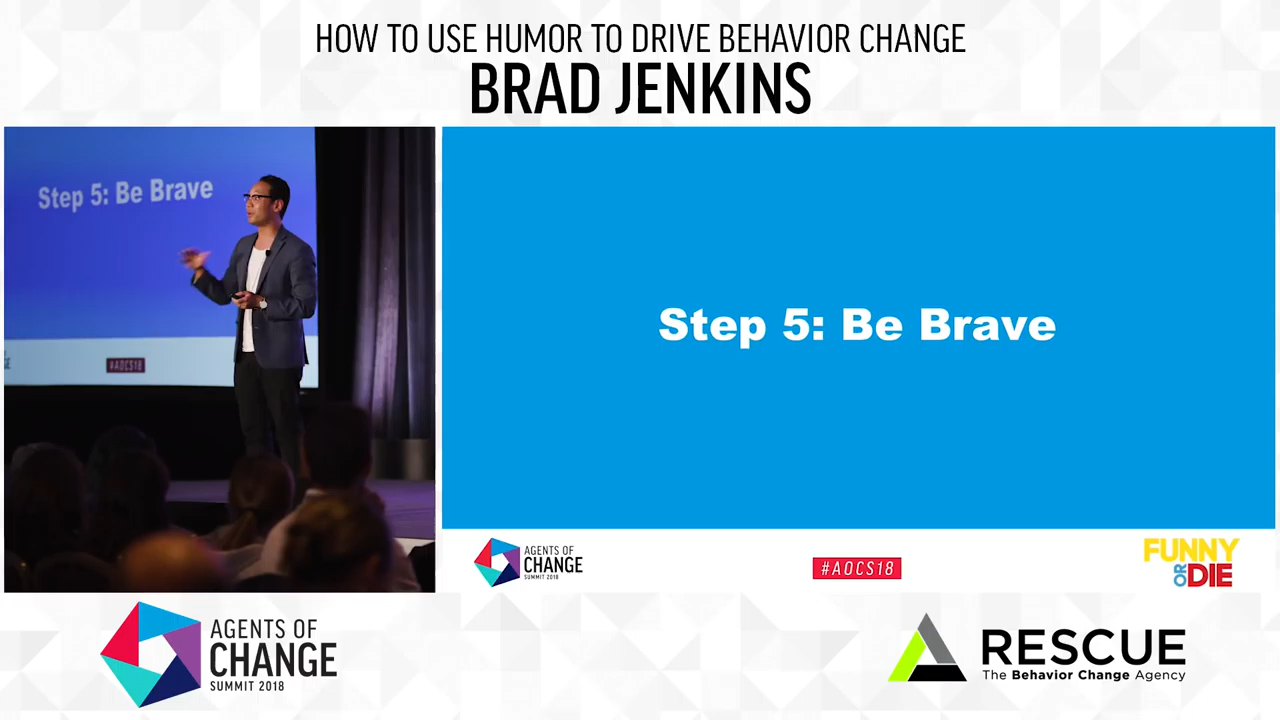 HOW TO USE HUMOR TO DRIVE BEHAVIOR CHANGE
BRAD JENKINS
Step 5: Be Brave
GE
#AOCS18
Step 5: Be Brave
AGENTS OF
CHANGE
SUMMIT 2018
#AOCS18
FUNNY
OR DIE
AGENTS OF
CHANGE
SUMMIT 2018
RESCUE
The Behavior Change Agency